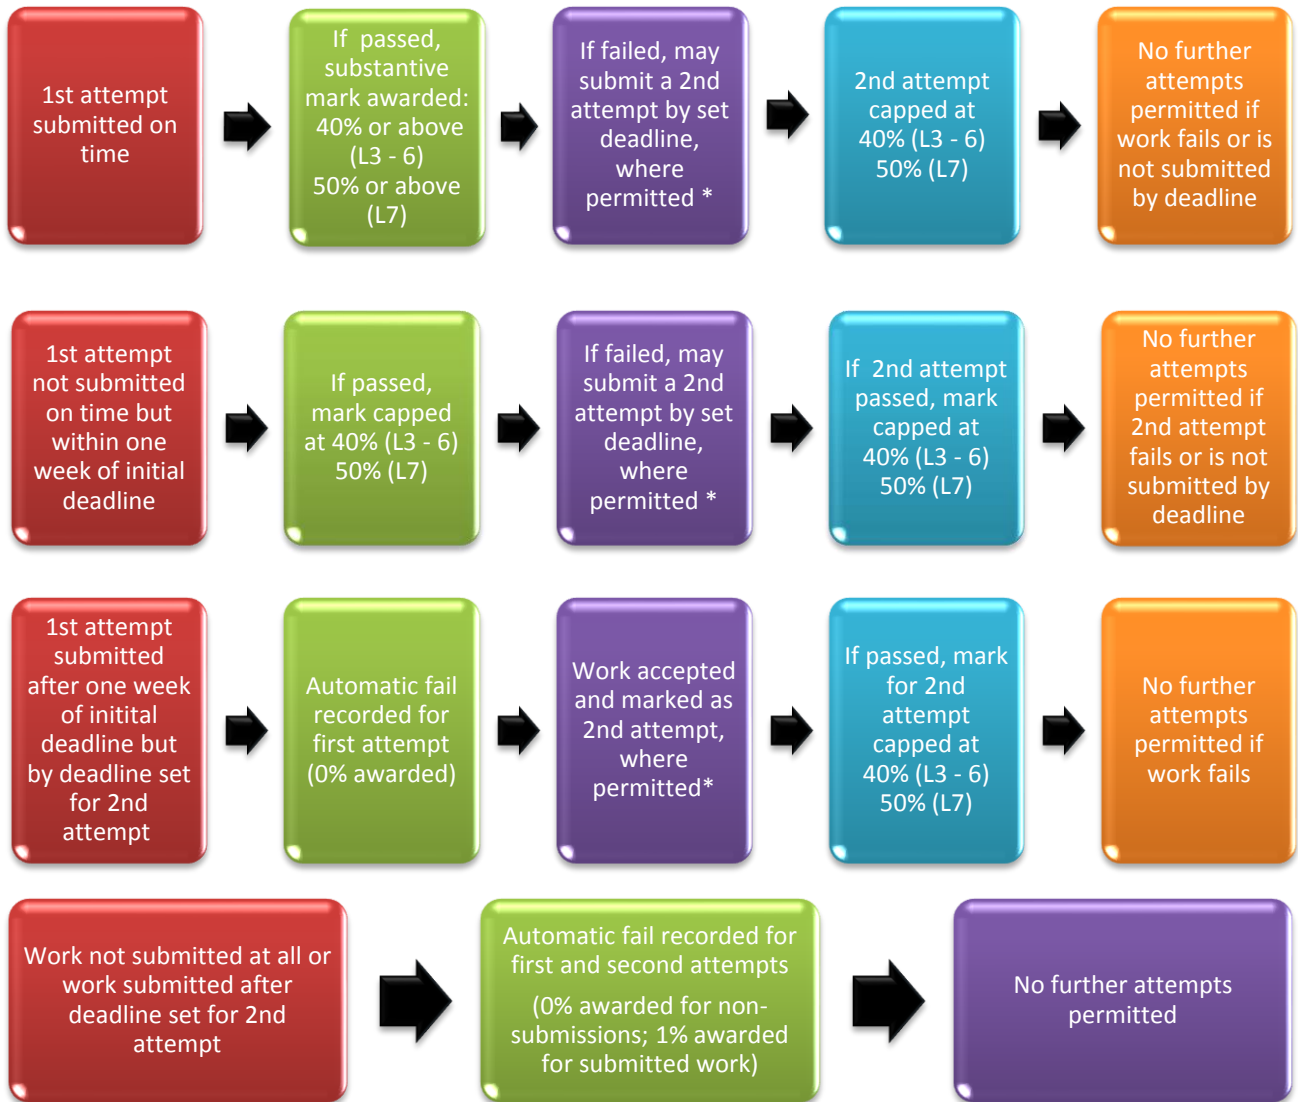 1st attempt
submitted on
time
If  passed,
substantive
mark awarded:
40% or above
(L3 - 6)
50% or above
(L7)
If failed, may
submit a 2nd
attempt by set
deadline,
where
permitted *
2nd attempt
capped at
40% (L3 - 6)
50% (L7)
No further
attempts
permitted if
work fails or is
not submitted
by deadline
1st attempt
not submitted
on time but
within one
week of initial
deadline
If passed,
mark capped
at 40% (L3 - 6)
50% (L7)
If failed, may
submit a 2nd
attempt by set
deadline,
where
permitted *
If  2nd attempt
passed, mark
capped at
40% (L3 - 6)
50% (L7)
No further
attempts
permitted if
2nd attempt
fails or is not
submitted by
deadline
1st attempt
submitted
after one week
of initital
deadline but
by deadline set
for 2nd
attempt
Automatic fail
recorded for
first attempt
(0% awarded)
Work accepted
and marked as
2nd attempt,
where
permitted*
If passed, mark
for 2nd
attempt
capped at
40% (L3 - 6)
50% (L7)
No further
attempts
permitted if
work fails
Work not submitted at all or
work submitted after
deadline set for 2nd
attempt
Automatic fail recorded for
first and second attempts
(0% awarded for non-
submissions; 1% awarded
for submitted work)
No further attempts
permitted